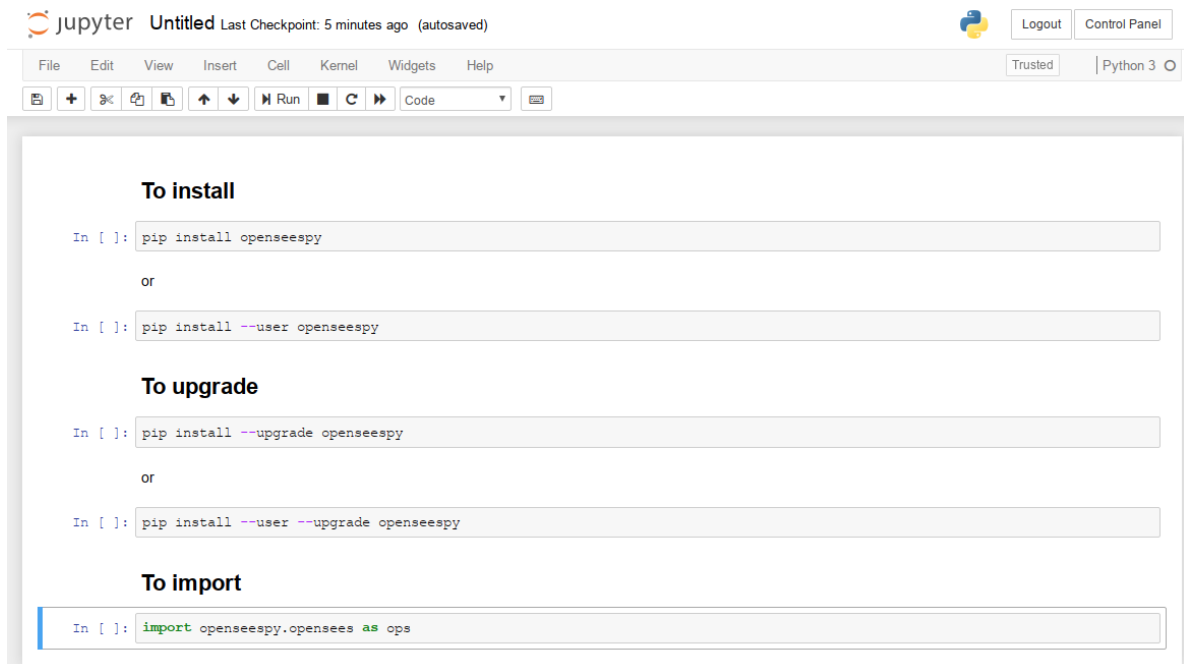 jupyter Untitled Last Checkpoint: 5 minutes ago (autosaved) Logout Control Panel
File Edit View Insert Cell Kernel Widgets Help Trusted Python 3
Run Code
To install
In [ ]: pip install openseespy
or
In [ ]: pip install --user openseespy
To upgrade
In [ ]: pip install --upgrade openseespy
or
In [ ]: pip install --user --upgrade openseespy
To import
In [ ]: import openseespy.opensees as ops